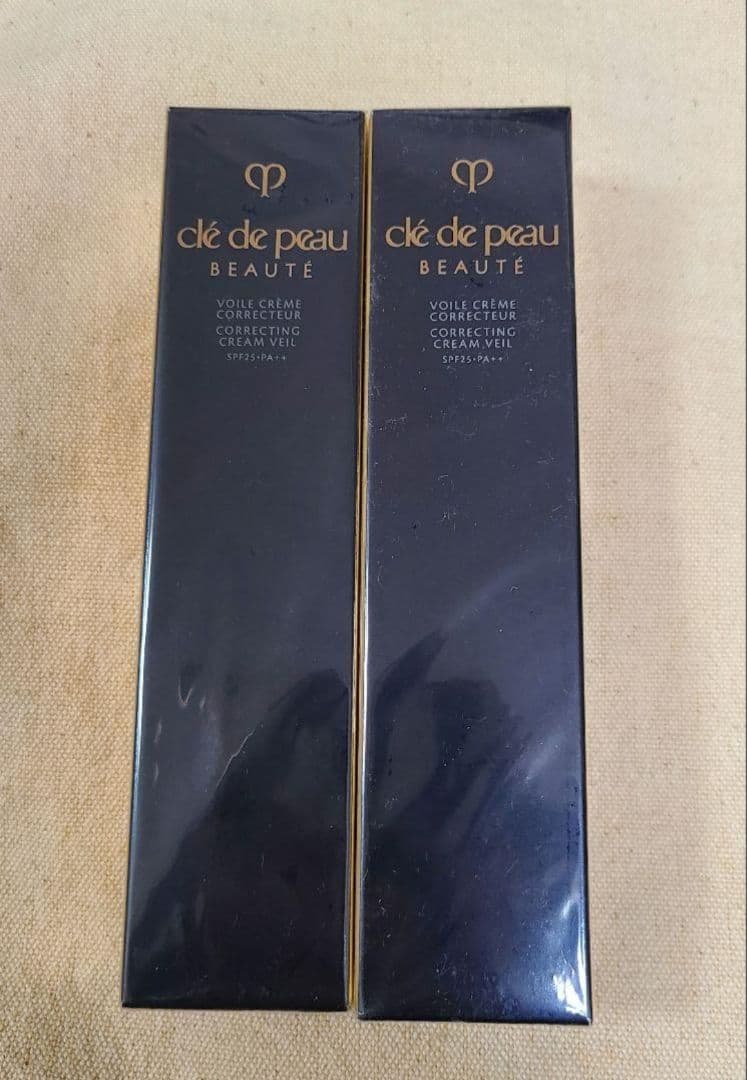 clé de peau
BEAUTÉ
VOILE CRÈME
CORRECTEUR
CORRECTING
CREAM VEIL
SPF25・PA++
clé de peau
BEAUTÉ
VOILE CRÈME
CORRECTEUR
CORRECTING
CREAM VEIL
SPF25・PA++